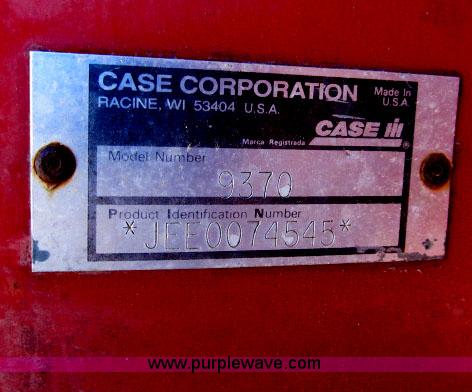 CASE CORPORATION
Made In
U.S.A.
RACINE, WI 53404 U.S.A.
CASE IH
Marca Registrada
Model Number
9370
Product Identification Number
*JEE0074545*
www.purplewave.com